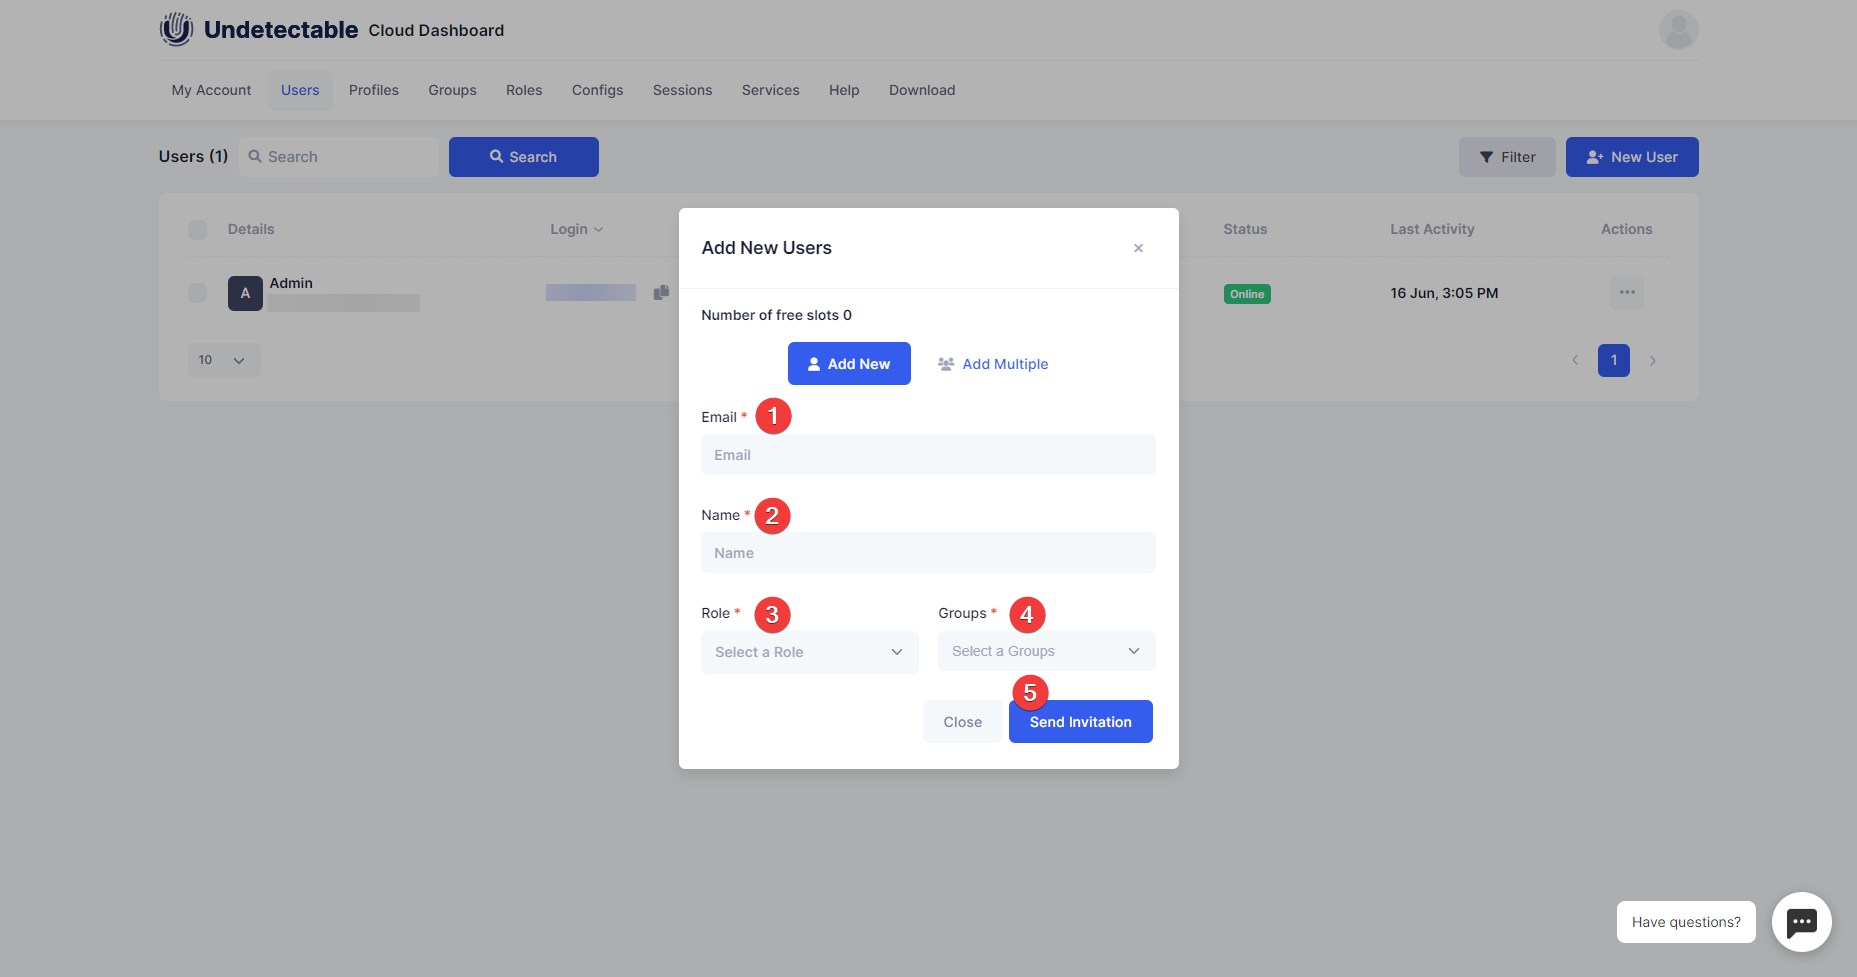 Undetectable Cloud Dashboard
My Account Users Profiles Groups Roles Configs Sessions Services Help Download
Users (1) Search Search Filter New User
Details Login Status Last Activity Actions
A Admin Online 16 Jun, 3:05 PM
10 1
Add New Users
Number of free slots 0
Add New Add Multiple
Email * 1
Email
Name * 2
Name
Role * 3 Groups * 4
Select a Role Select a Groups
5
Close Send Invitation
Have questions?